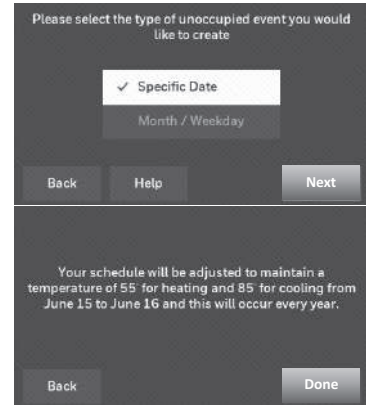 Please select the type of unoccupied event you would
like to create
✓ Specific Date
Month / Weekday
Back Help Next
Your schedule will be adjusted to maintain a
temperature of 55° for heating and 85° for cooling from
June 15 to June 16 and this will occur every year.
Back Done